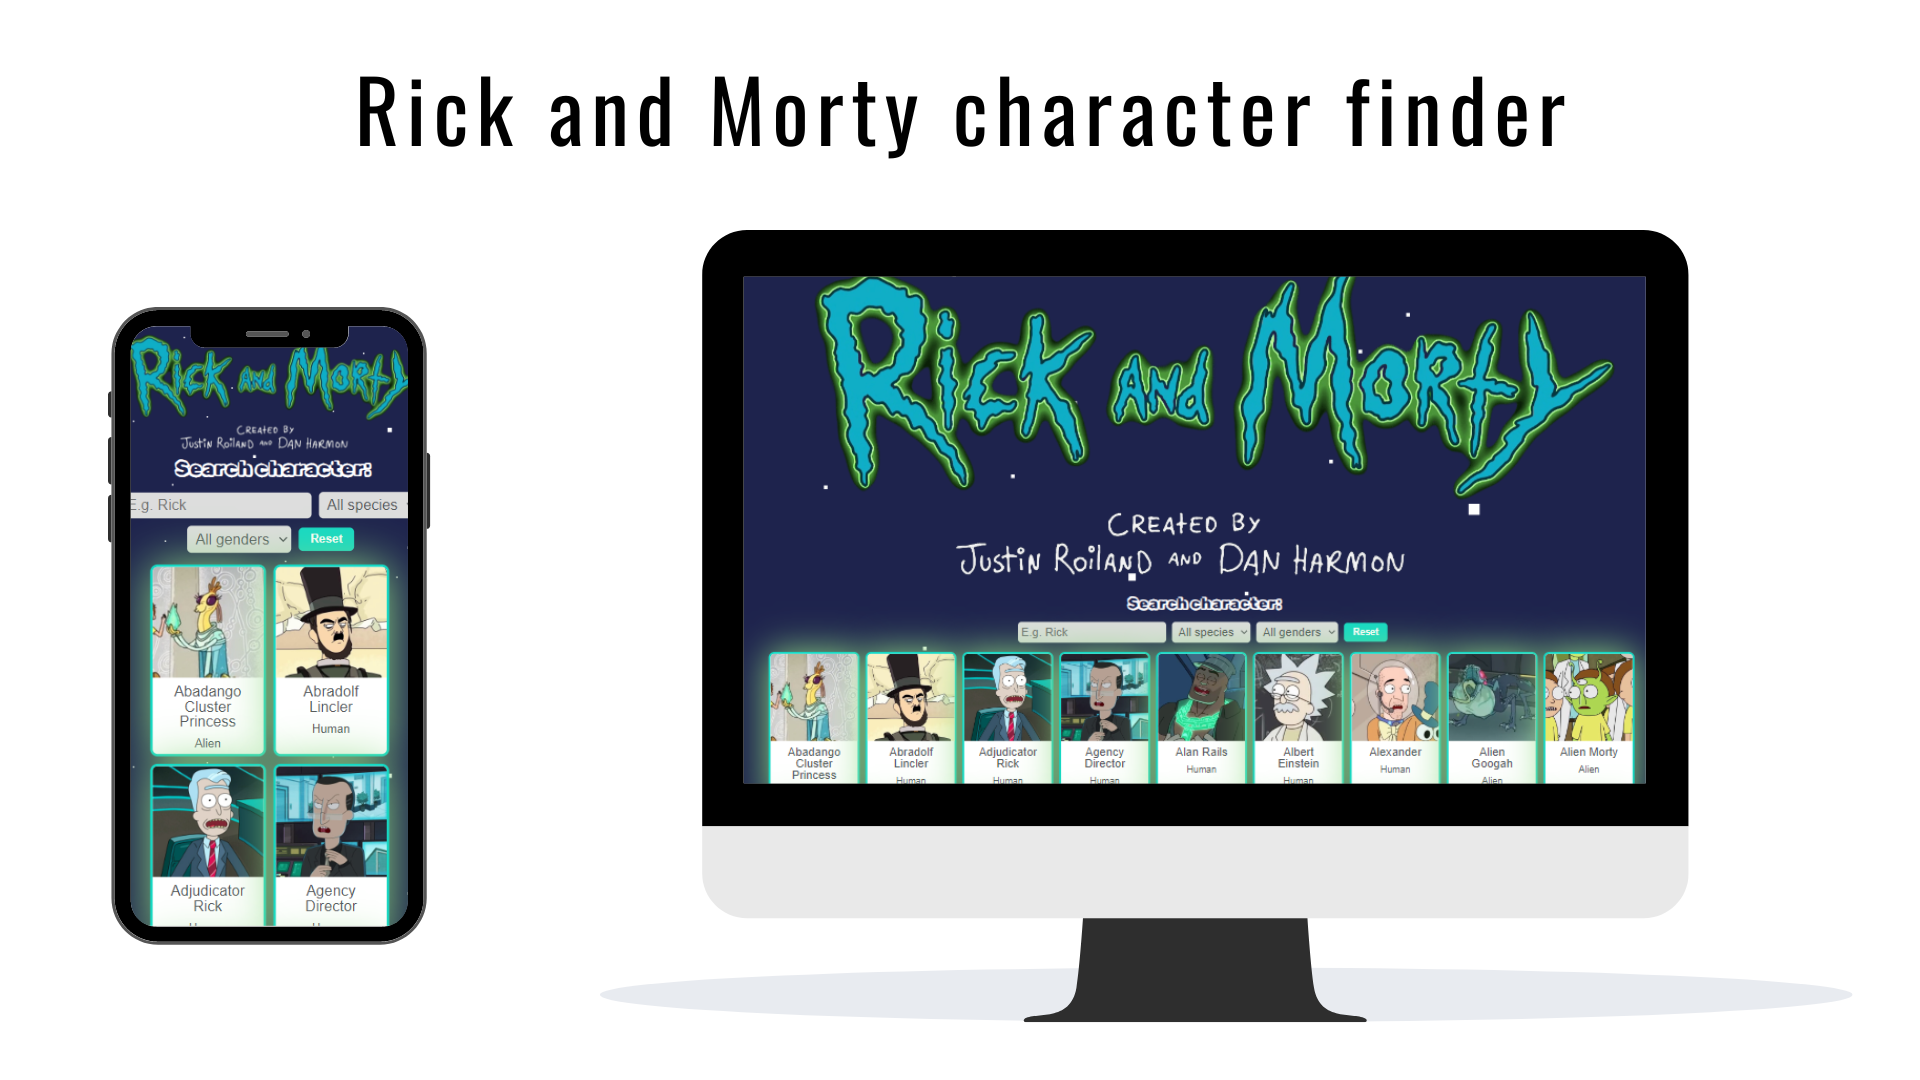 Rick and Morty character finder
Rick and Morty
Created by
Justin Roiland and Dan Harmon
Search character:
E.g. Rick
All species
All genders
Reset
Abadango
Cluster
Princess
Alien
Abradolf
Lincler
Human
Adjudicator
Rick
Agency
Director
Rick and Morty
Created by
Justin Roiland and Dan Harmon
Search character:
E.g. Rick
All species
All genders
Reset
Abadango
Cluster
Princess
Abradolf
Lincler
Human
Adjudicator
Rick
Human
Agency
Director
Human
Alan Rails
Human
Albert
Einstein
Human
Alexander
Human
Alien
Googah
Alien
Alien Morty
Alien